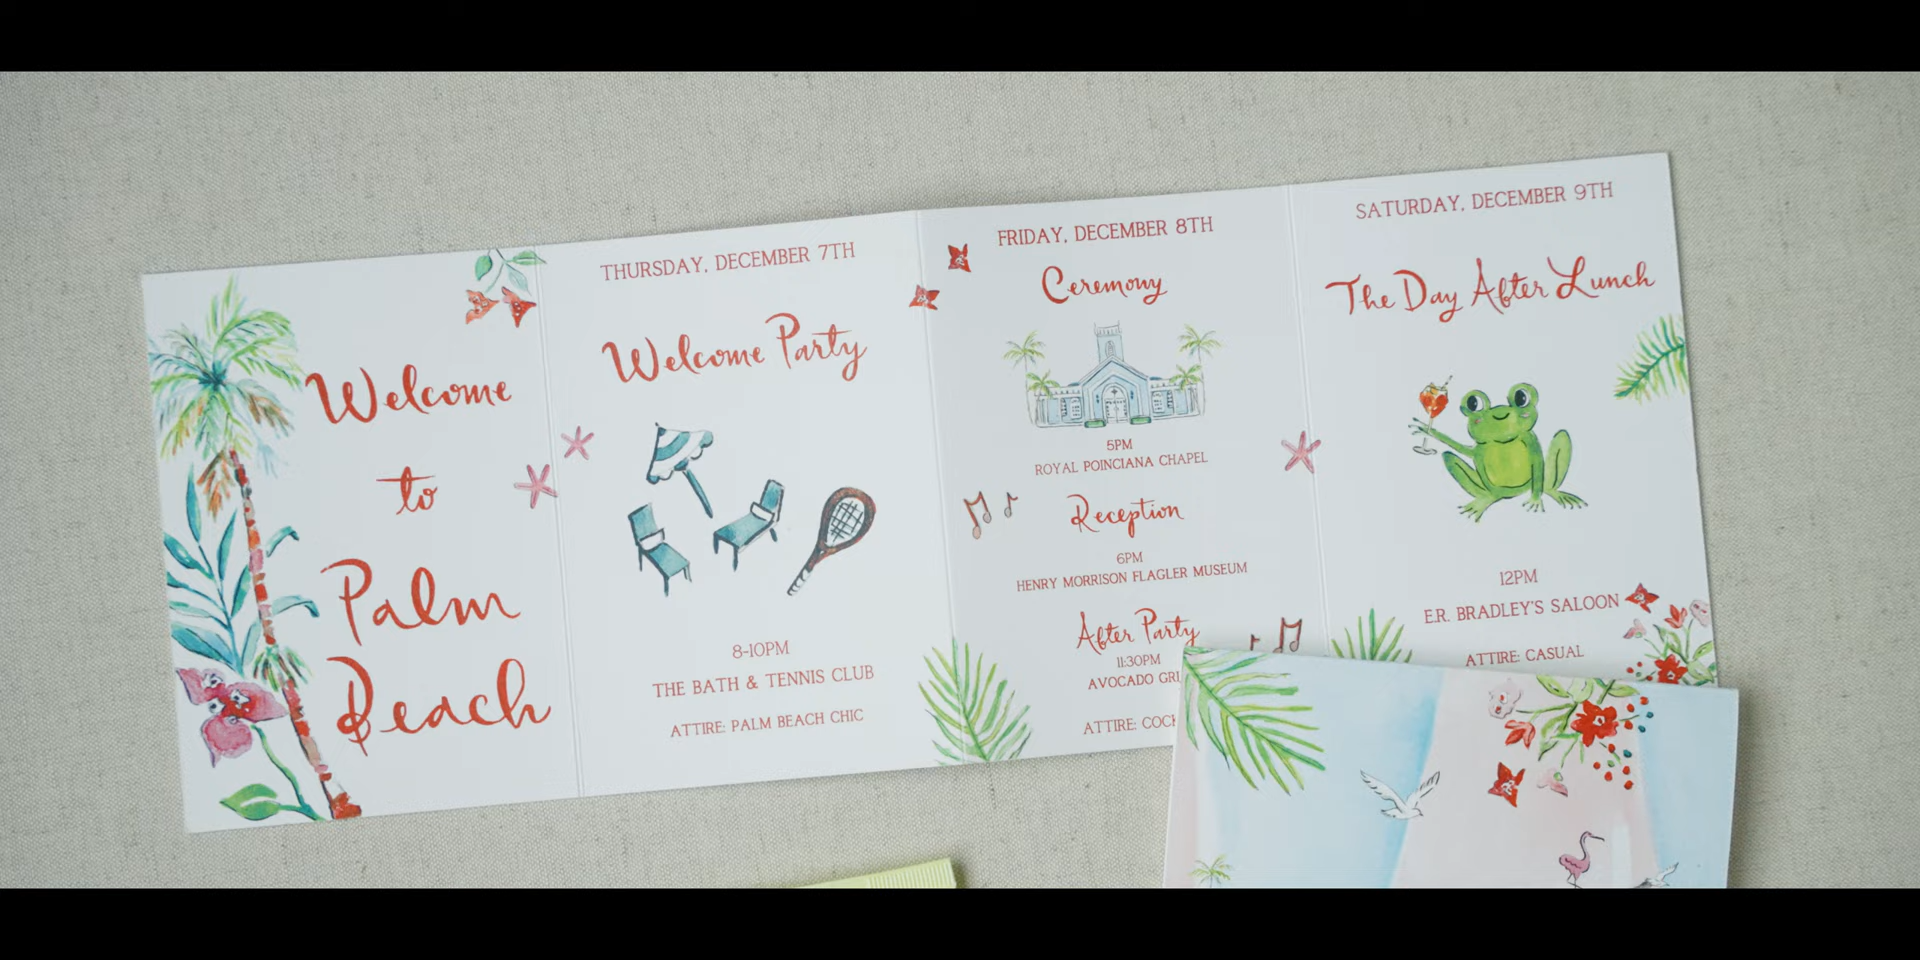 Welcome
to
Palm
Beach
THURSDAY, DECEMBER 7TH
Welcome Party
8-10PM
THE BATH & TENNIS CLUB
ATTIRE: PALM BEACH CHIC
FRIDAY, DECEMBER 8TH
Ceremony
5PM
ROYAL POINCIANA CHAPEL
Reception
6PM
HENRY MORRISON FLAGLER MUSEUM
After Party
11:30PM
AVOCADO
ATTIRE:
SATURDAY, DECEMBER 9TH
The Day After Lunch
12PM
E.R. BRADLEY'S SALOON
ATTIRE: CASUAL